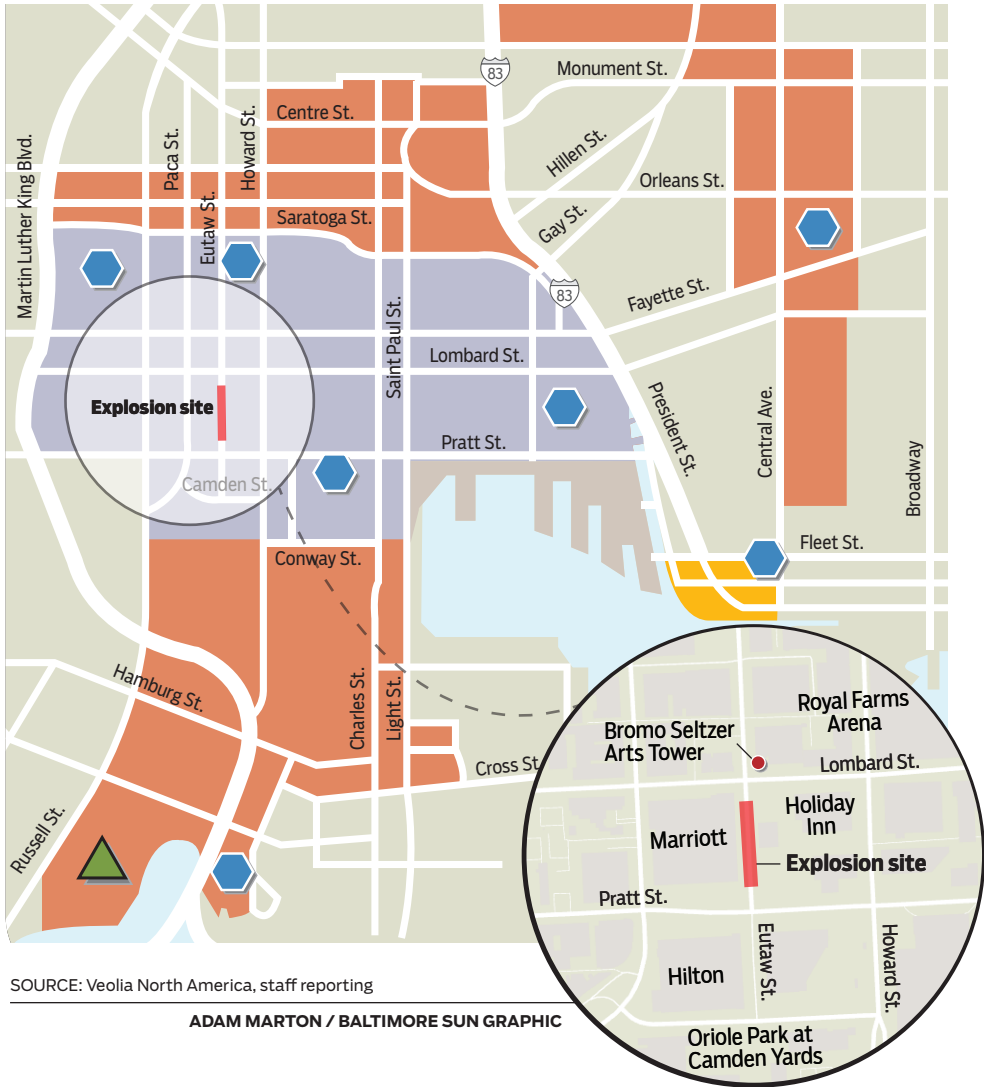 83
Monument St.
Centre St.
Hillen St.
Martin Luther King Blvd.
Paca St.
Howard St.
Orleans St.
Eutaw St.
Saratoga St.
Gay St.
83
Fayette St.
Saint Paul St.
Lombard St.
Explosion site
President St.
Central Ave.
Pratt St.
Broadway
Camden St.
Fleet St.
Conway St.
Hamburg St.
Charles St.
Light St.
Cross St.
Russell St.
Royal Farms
Arena
Bromo Seltzer
Arts Tower
Lombard St.
Holiday
Inn
Marriott
Explosion site
Pratt St.
Eutaw St.
Howard St.
Hilton
Oriole Park at
Camden Yards
SOURCE: Veolia North America, staff reporting
ADAM MARTON / BALTIMORE SUN GRAPHIC